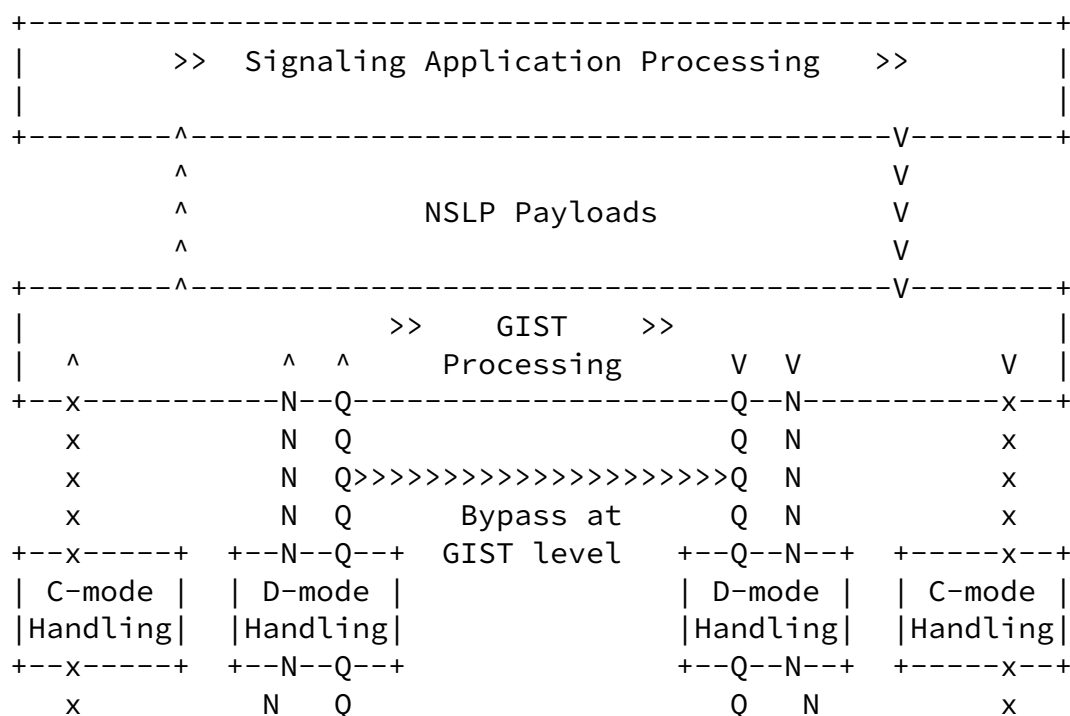 +---------------------------------------------------------+
|        >>  Signaling Application Processing   >>        |
|                                                         |
+--------^---------------------------------------V--------+
         ^                                       V
         ^             NSLP Payloads             V
         ^                                       V
+--------^---------------------------------------V--------+
|                    >>    GIST    >>                     |
|  ^           ^  ^     Processing      V  V           V  |
+--x-----------N--Q---------------------Q--N-----------x--+
   x           N  Q                     Q  N           x
   x           N  Q>>>>>>>>>>>>>>>>>>>>>Q  N           x
   x           N  Q      Bypass at      Q  N           x
+--x-----+  +--N--Q--+  GIST level   +--Q--N--+  +-----x--+
| C-mode |  | D-mode |               | D-mode |  | C-mode |
|Handling|  |Handling|               |Handling|  |Handling|
+--x-----+  +--N--Q--+               +--Q--N--+  +-----x--+
   x          N   Q                     Q   N          x